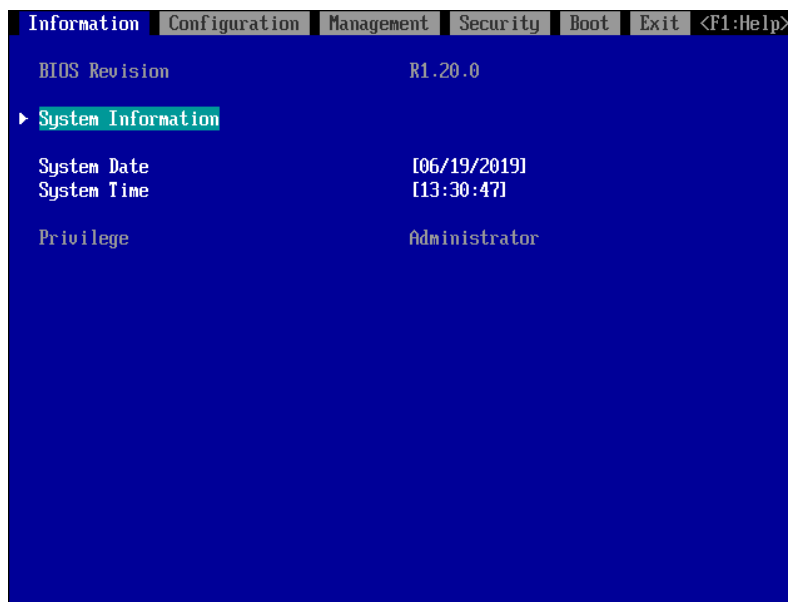 Information Configuration Management Security Boot Exit <F1:Help>
BIOS Revision R1.20.0
System Information
System Date [06/19/2019]
System Time [13:30:47]
Privilege Administrator